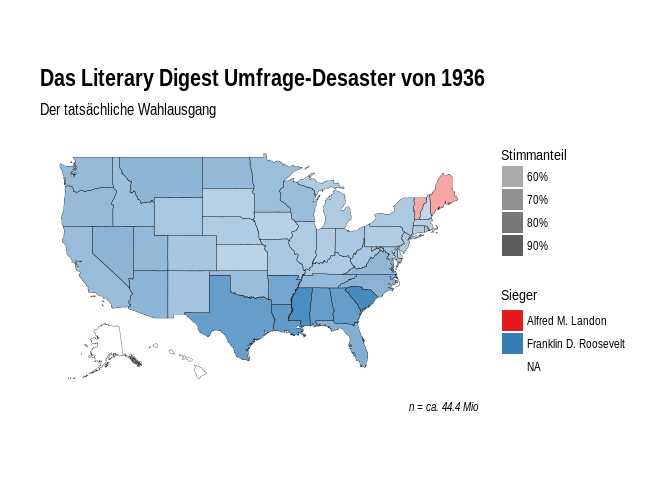 Das Literary Digest Umfrage-Desaster von 1936
Der tatsächliche Wahlausgang
Stimmanteil
60%
70%
80%
90%
Sieger
Alfred M. Landon
Franklin D. Roosevelt
NA
n = ca. 44.4 Mio